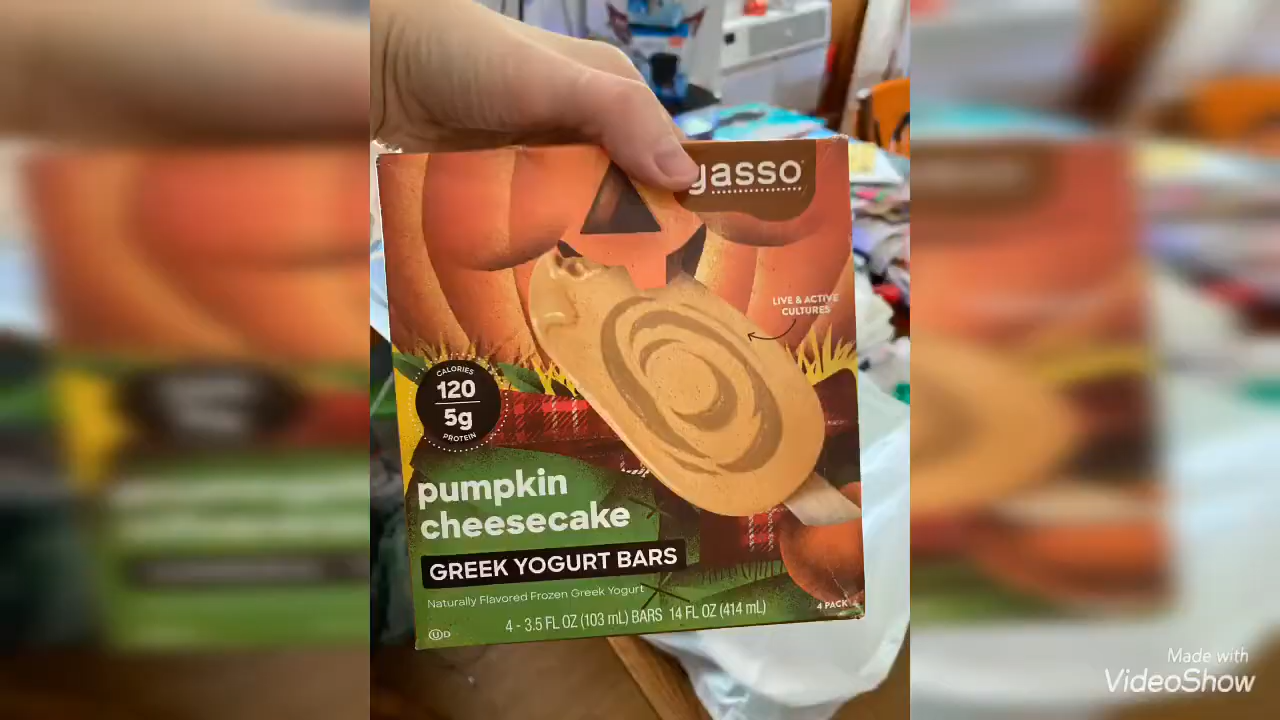 yasso
LIVE & ACTIVE
CULTURES
CALORIES
120
5g
PROTEIN
pumpkin
cheesecake
GREEK YOGURT BARS
Naturally Flavored Frozen Greek Yogurt
4 - 3.5 FL OZ (103 mL) BARS 14 FL OZ (414 mL)
4 PACK
U D
Made with
VideoShow